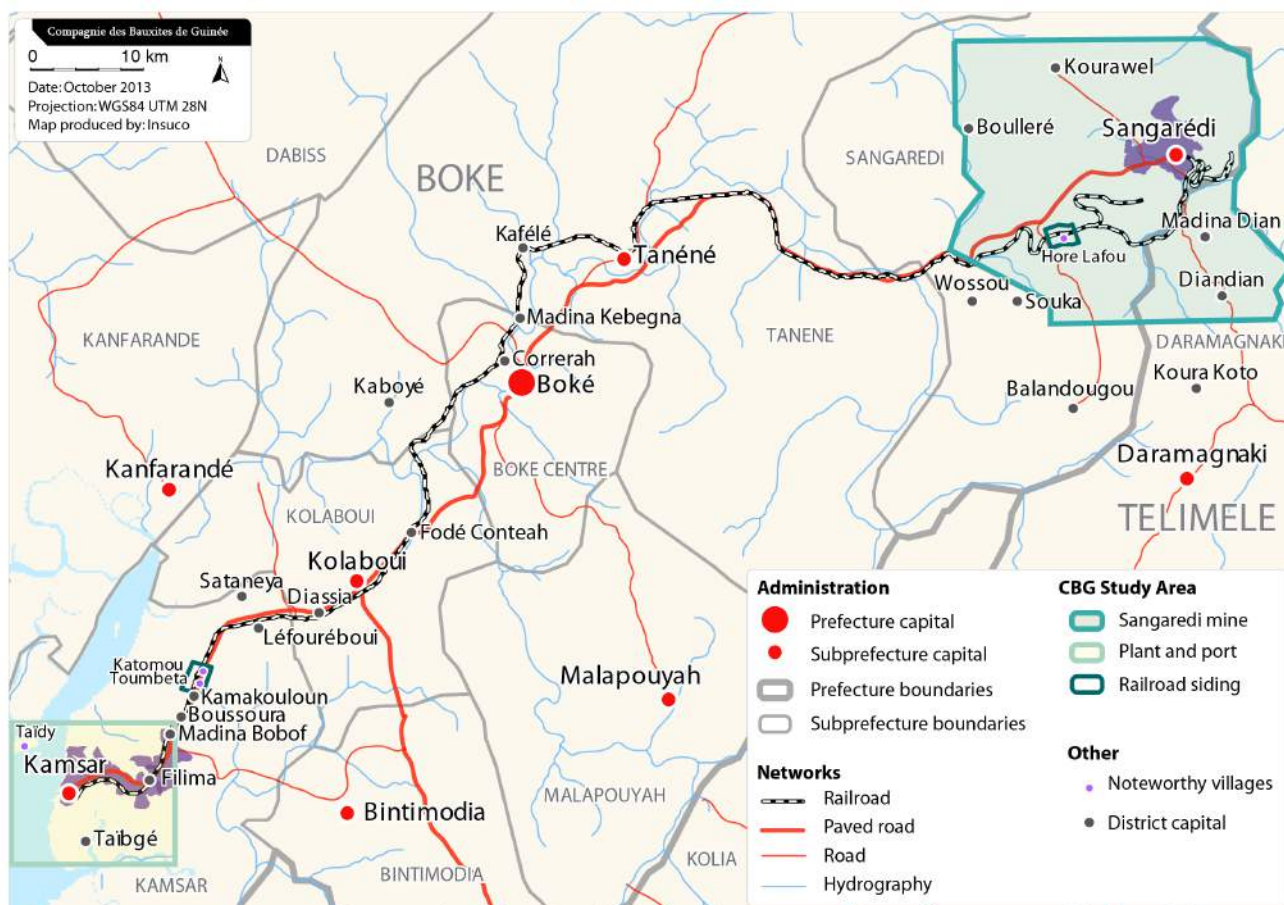 Compagnie des Bauxites de Guinée
0 10 km
N
Date: October 2013
Projection: WGS84 UTM 28N
Map produced by: Insuco
Kourawel
Boulleré
Sangarédi
DABISS
SANGAREDI
BOKE
Kafélé
Tanéné
Madina Dian
Hore Lafou
Wossou
Souka
Diandian
Madina Kebegna
KANFARANDE
TANENE
DARAMAGNAKI
Correrah
Kaboyé
Boké
Koura Koto
Balandougou
Kanfarandé
BOKE CENTRE
Daramagnaki
KOLABOUI
TELIMELE
Fodé Conteah
Kolaboui
Sataneya
Diassia
Léfouréboui
Katomou
Toumbeta
Kamakouloun
Malapouyah
Boussoura
Taïdy
Madina Bobof
Kamsar
Filima
Bintimodia
MALAPOUYAH
Taïbgé
KOLIA
KAMSAR
BINTIMODIA
Administration
Prefecture capital
Subprefecture capital
Prefecture boundaries
Subprefecture boundaries
Networks
Railroad
Paved road
Road
Hydrography
CBG Study Area
Sangaredi mine
Plant and port
Railroad siding
Other
Noteworthy villages
District capital